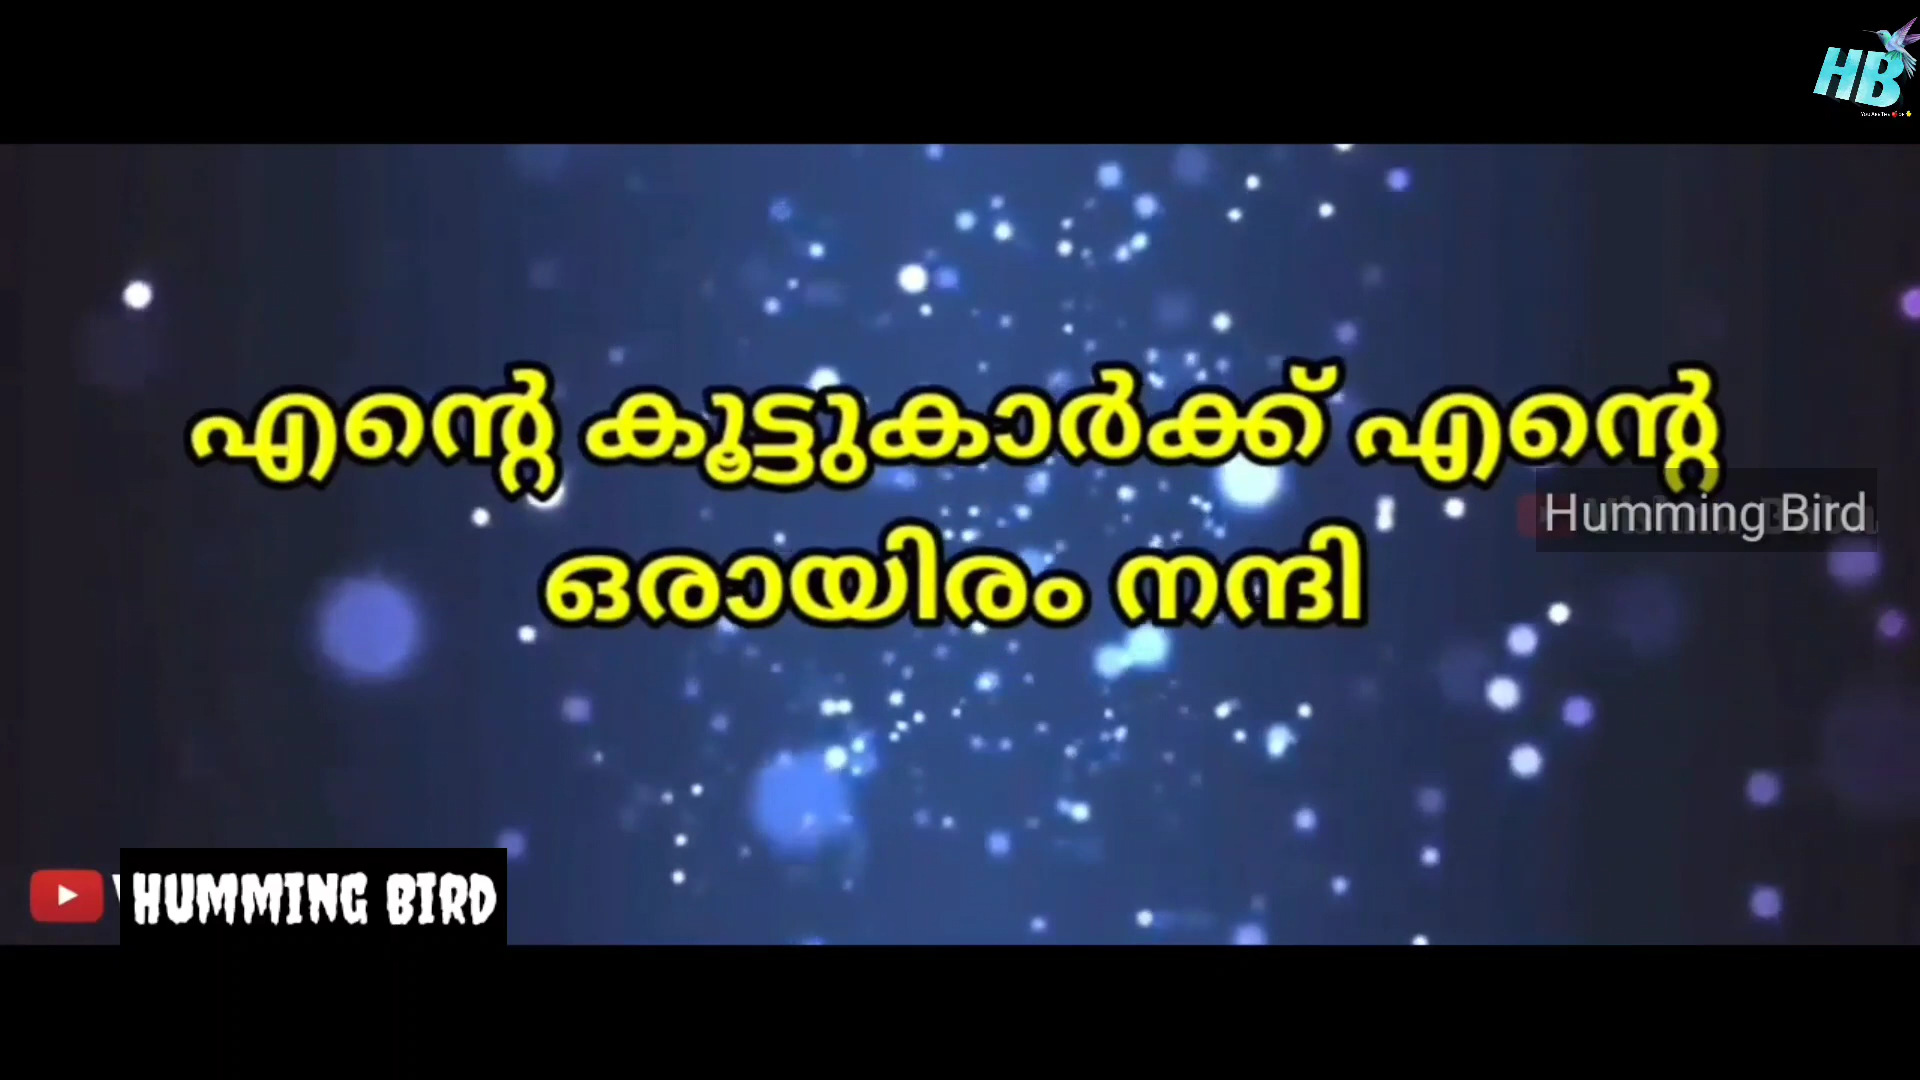 HB
എന്റെ കൂട്ടുകാർക്ക് എന്റെ
Humming Bird
ഒരായിരം നന്ദി
HUMMING BIRD